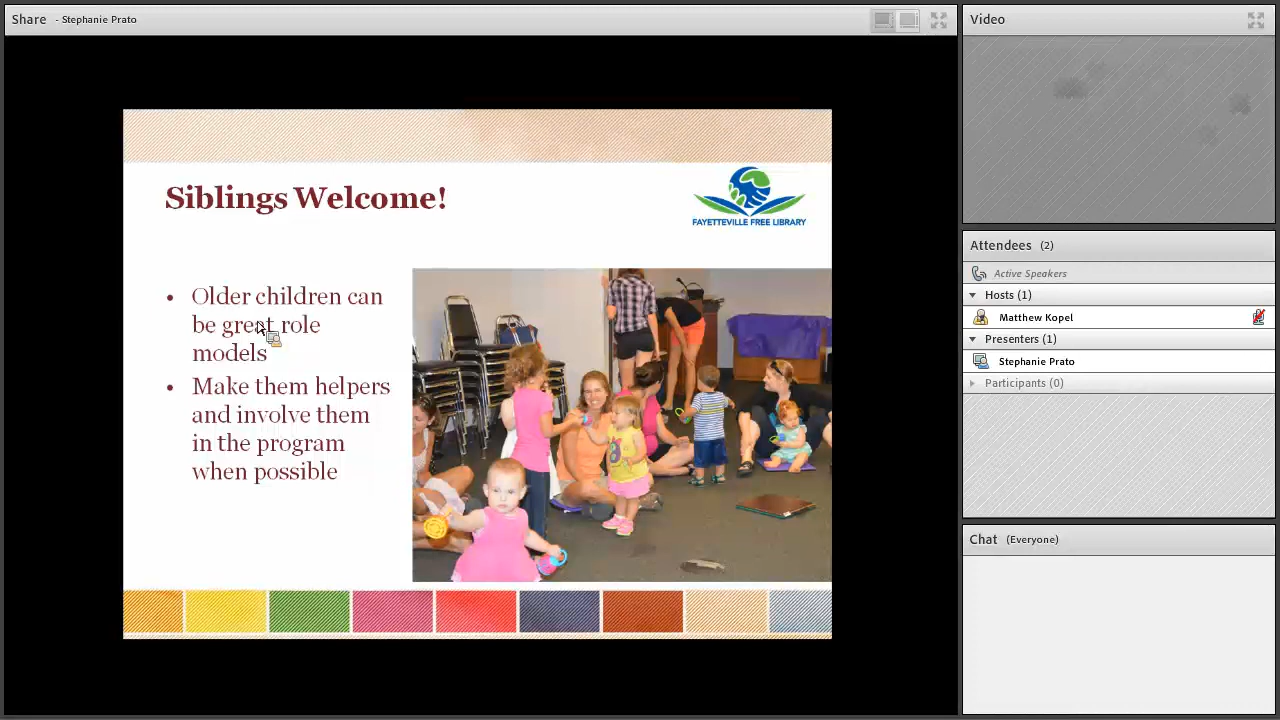 Share - Stephanie Prato
Siblings Welcome!
FAYETTEVILLE FREE LIBRARY
• Older children can
be great role
models
• Make them helpers
and involve them
in the program
when possible
Video
Attendees (2)
Active Speakers
Hosts (1)
Matthew Kopel
Presenters (1)
Stephanie Prato
Participants (0)
Chat (Everyone)